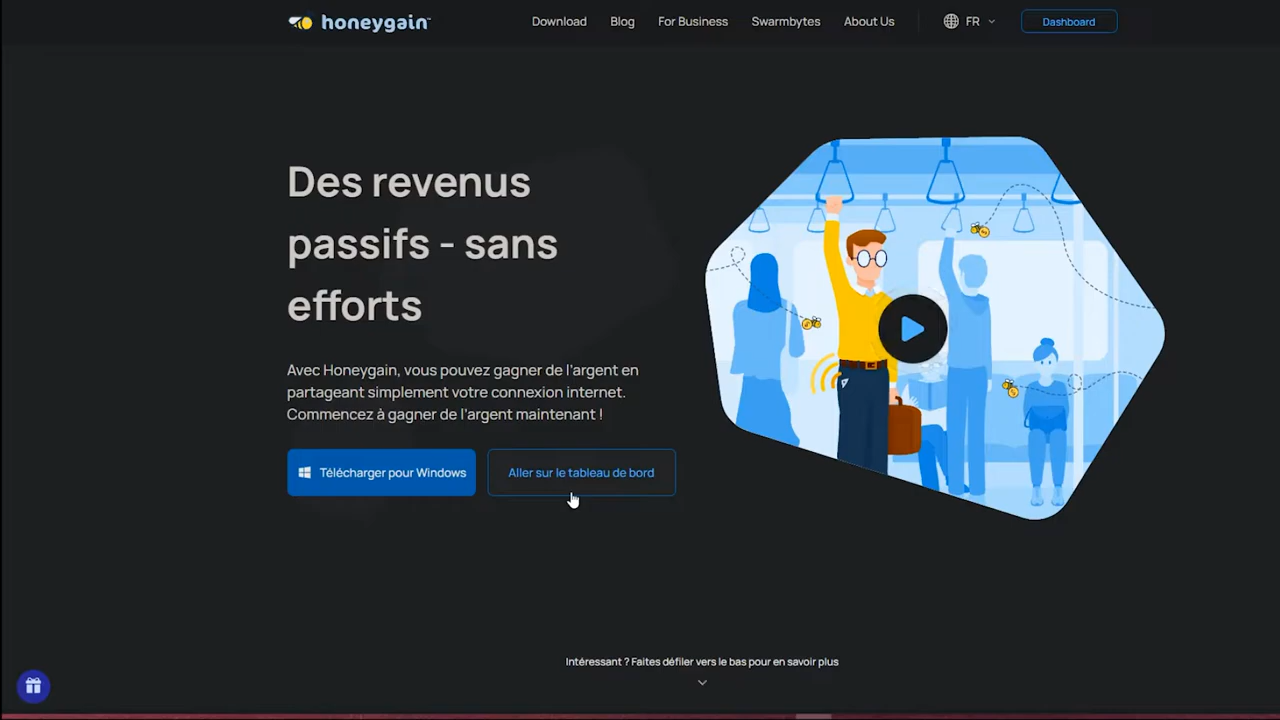 honeygain
Download
Blog
For Business
Swarmbytes
About Us
FR
Dashboard
Des revenus
passifs - sans
efforts
Avec Honeygain, vous pouvez gagner de l'argent en
partageant simplement votre connexion internet.
Commencez à gagner de l'argent maintenant !
Télécharger pour Windows
Aller sur le tableau de bord
Intéressant ? Faites défiler vers le bas pour en savoir plus